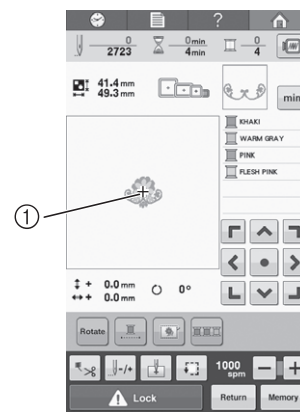 ?
0
2723
0min
4min
0
4
41.4 mm
49.3 mm
min
KHAKI
WARM GRAY
PINK
FLESH PINK
①
+ 0.0 mm
+ 0.0 mm
0°
Rotate
-/+
1000
spm
- +
Lock
Return
Memory